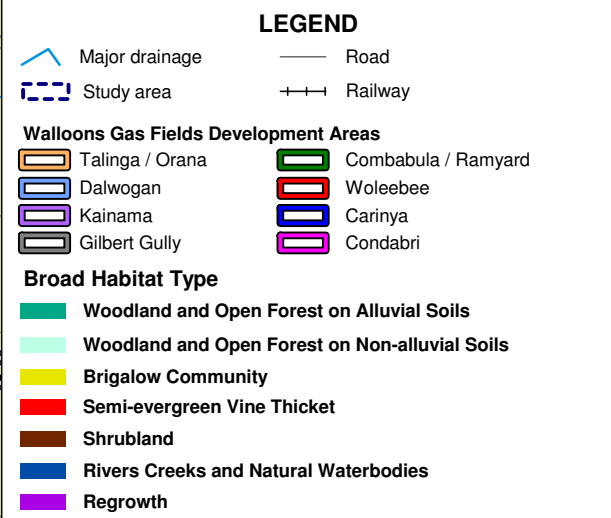 LEGEND
Major drainage
Road
Study area
Railway
Walloons Gas Fields Development Areas
Talinga / Orana
Combabula / Ramyard
Dalwogan
Woleebee
Kainama
Carinya
Gilbert Gully
Condabri
Broad Habitat Type
Woodland and Open Forest on Alluvial Soils
Woodland and Open Forest on Non-alluvial Soils
Brigalow Community
Semi-evergreen Vine Thicket
Shrubland
Rivers Creeks and Natural Waterbodies
Regrowth